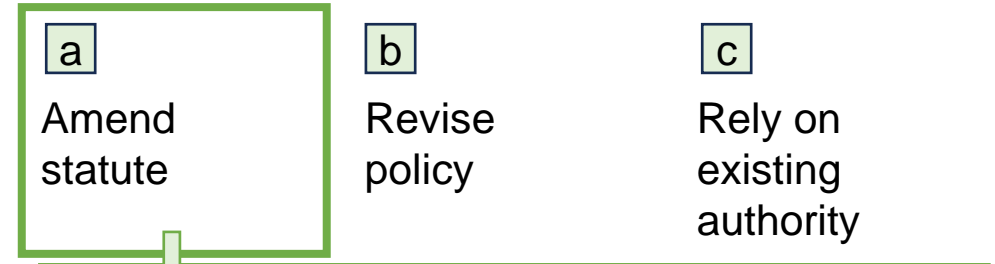 a
Amend
statute
b
Revise
policy
c
Rely on
existing
authority